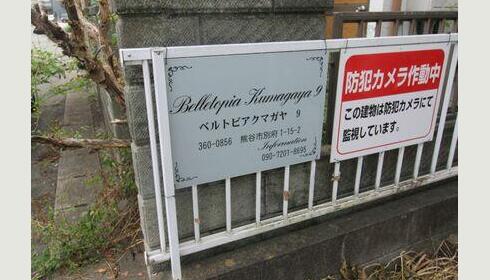 Belletopia Kumagaya 9
ベルトピアクマガヤ 9
360-0856 熊谷市別府 1-15-2
Information
090-7201-8695
防犯カメラ作動中
この建物は防犯カメラにて
監視しています。